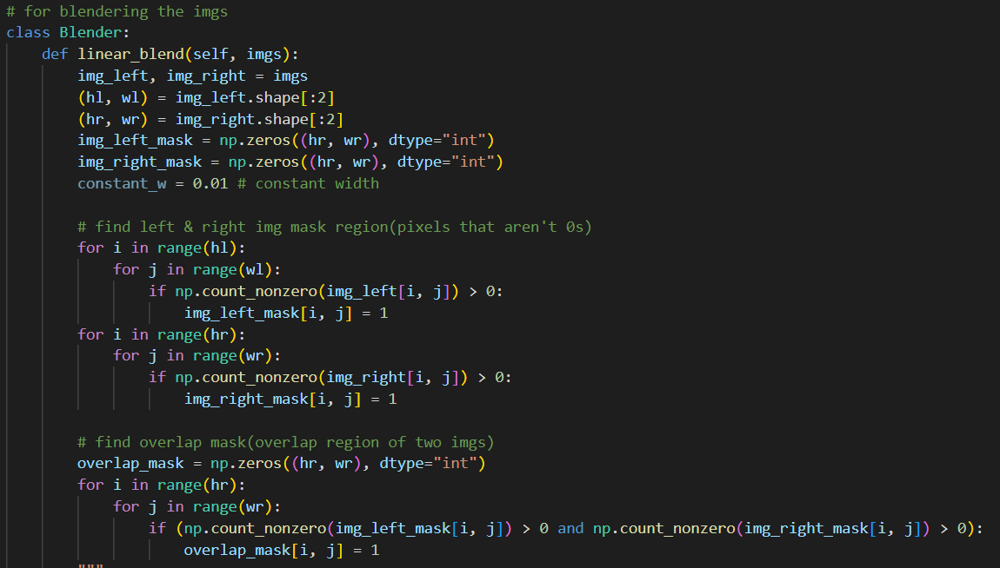 # for blendering the imgs
class Blender:
    def linear_blend(self, imgs):
        img_left, img_right = imgs
        (hl, wl) = img_left.shape[:2]
        (hr, wr) = img_right.shape[:2]
        img_left_mask = np.zeros((hr, wr), dtype="int")
        img_right_mask = np.zeros((hr, wr), dtype="int")
        constant_w = 0.01 # constant width

        # find left & right img mask region(pixels that aren't 0s)
        for i in range(hl):
            for j in range(wl):
                if np.count_nonzero(img_left[i, j]) > 0:
                    img_left_mask[i, j] = 1
        for i in range(hr):
            for j in range(wr):
                if np.count_nonzero(img_right[i, j]) > 0:
                    img_right_mask[i, j] = 1

        # find overlap mask(overlap region of two imgs)
        overlap_mask = np.zeros((hr, wr), dtype="int")
        for i in range(hr):
            for j in range(wr):
                if (np.count_nonzero(img_left_mask[i, j]) > 0 and np.count_nonzero(img_right_mask[i, j]) > 0):
                    overlap_mask[i, j] = 1
        """